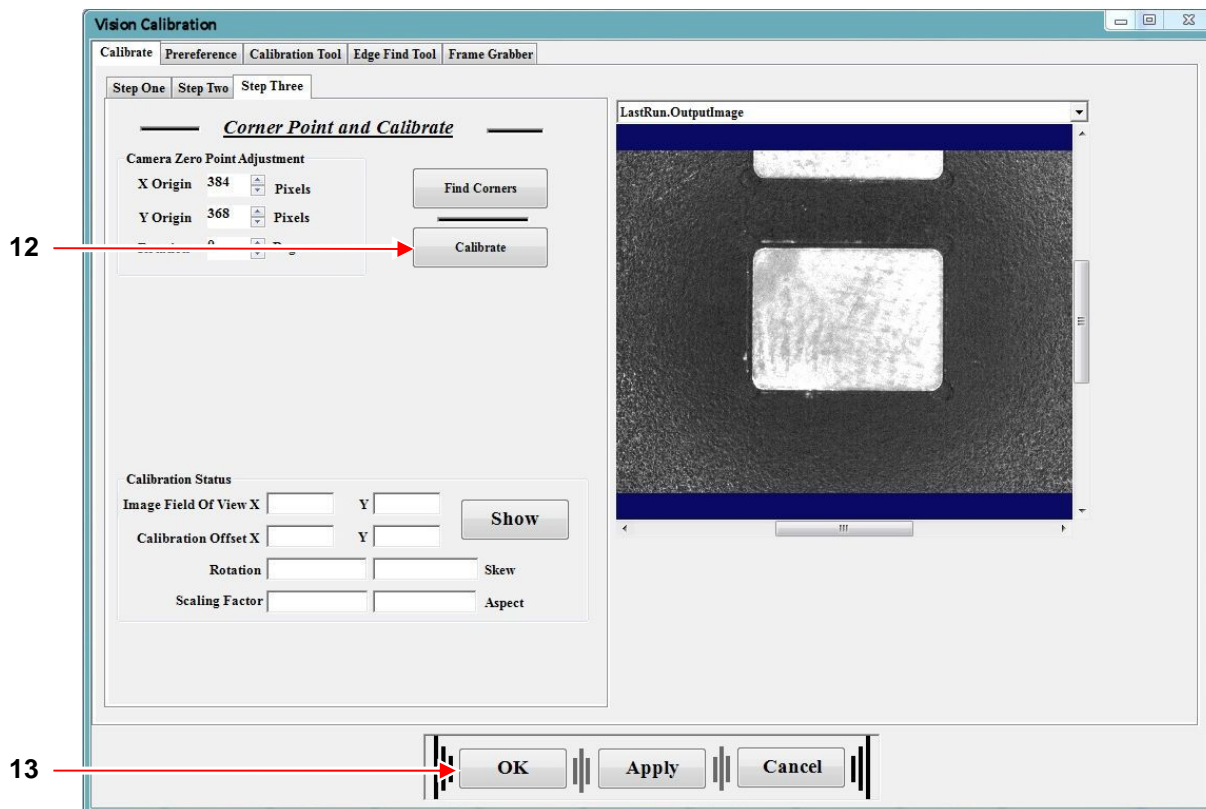 Vision Calibration
Calibrate Prereference Calibration Tool Edge Find Tool Frame Grabber
Step One Step Two Step Three
LastRun.OutputImage
Corner Point and Calibrate
Camera Zero Point Adjustment
X Origin 384 Pixels
Find Corners
Y Origin 368 Pixels
12
Calibrate
Calibration Status
Image Field Of View X Y
Show
Calibration Offset X Y
Rotation Skew
Scaling Factor Aspect
13
OK Apply Cancel